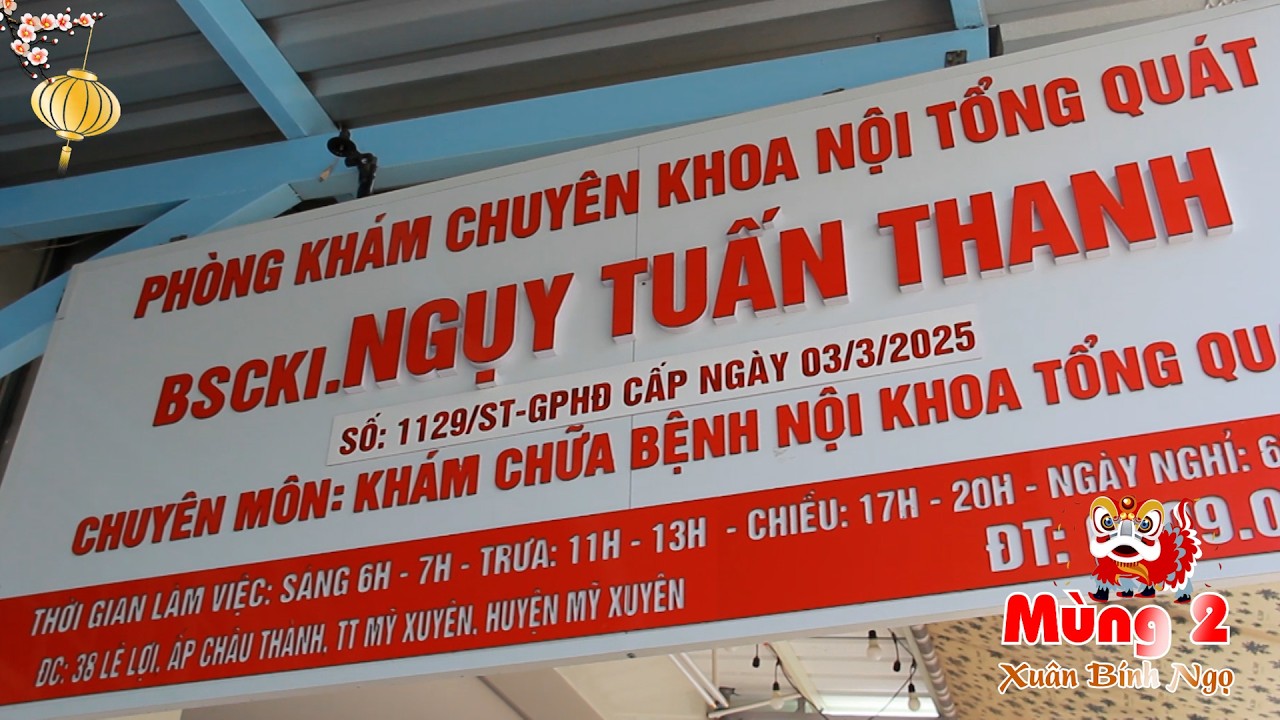 PHÒNG KHÁM CHUYÊN KHOA NỘI TỔNG QUÁT
BSCKI.NGỤY TUẤN THANH
SỐ: 1129/ST-GPHĐ CẤP NGÀY 03/3/2025
CHUYÊN MÔN: KHÁM CHỮA BỆNH NỘI KHOA TỔNG
THỜI GIAN LÀM VIỆC: SÁNG 6H - 7H - TRƯA: 11H - 13H - CHIỀU: 17H - 20H - NGÀY NGHỈ:
ĐT:
ĐC: 38 LÊ LỢI, ẤP CHÂU THÀNH, TT MỸ XUYÊN, HUYỆN MỸ XUYÊN
Mùng 2
Xuân Bính Ngọ